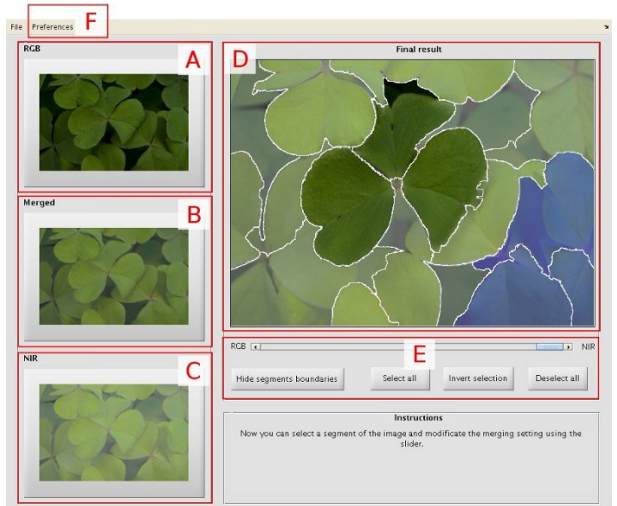 File Preferences F
RGB
A
Merged
B
NIR
C
D Final result
RGB NIR
E
Hide segments boundaries Select all Invert selection Deselect all
Instructions
Now you can select a segment of the image and modificate the merging setting using the
slider.